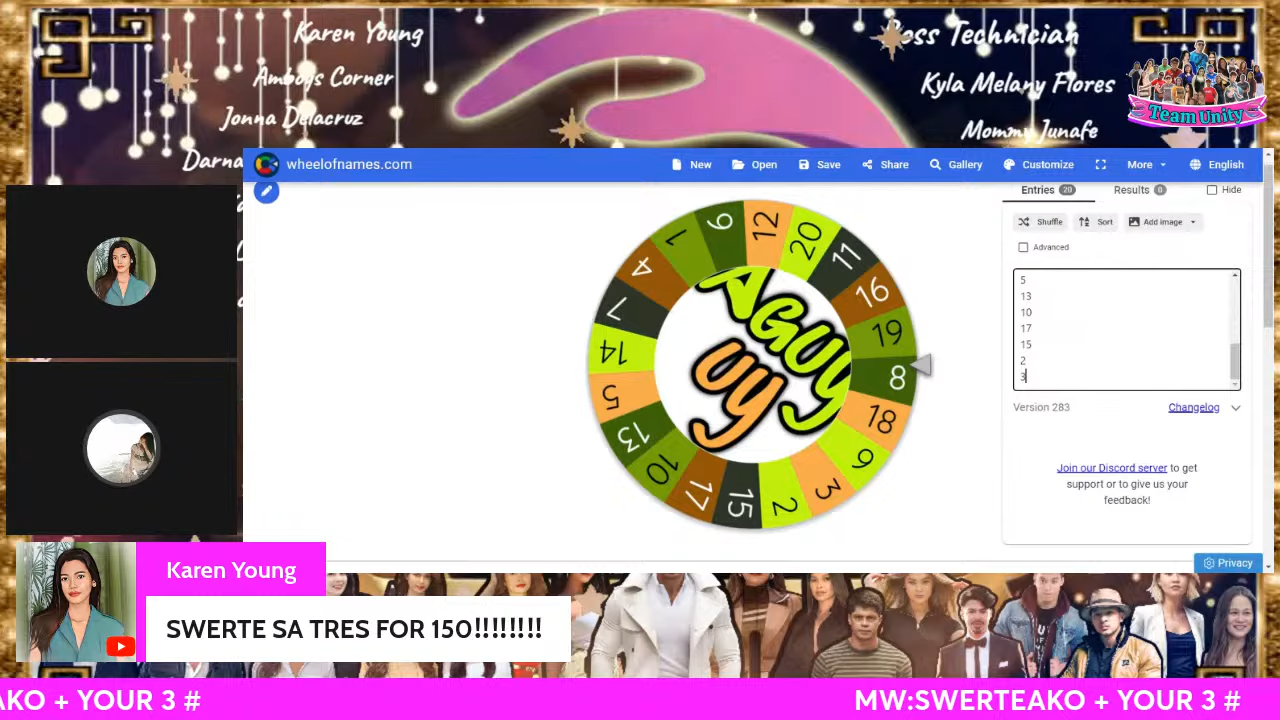 Karen Young
Amboys Corner
Jonna Delacruz
Darna
Boss Technician
Kyla Melany Flores
Mommy Junafe
Team Unity
wheelofnames.com
New
Open
Save
Share
Gallery
Customize
More
English
Entries 20
Results 0
Hide
Shuffle
Sort
Add image
Advanced
5
13
10
17
15
2
3
Version 283
Changelog
Join our Discord server to get
support or to give us your
feedback!
Privacy
12
20
11
16
19
8
18
6
3
2
15
17
10
13
5
14
7
4
1
9
AGUY
UY
Karen Young
SWERTE SA TRES FOR 150!!!!!!!!
AKO + YOUR 3 #
MW:SWERTEAKO + YOUR 3 #